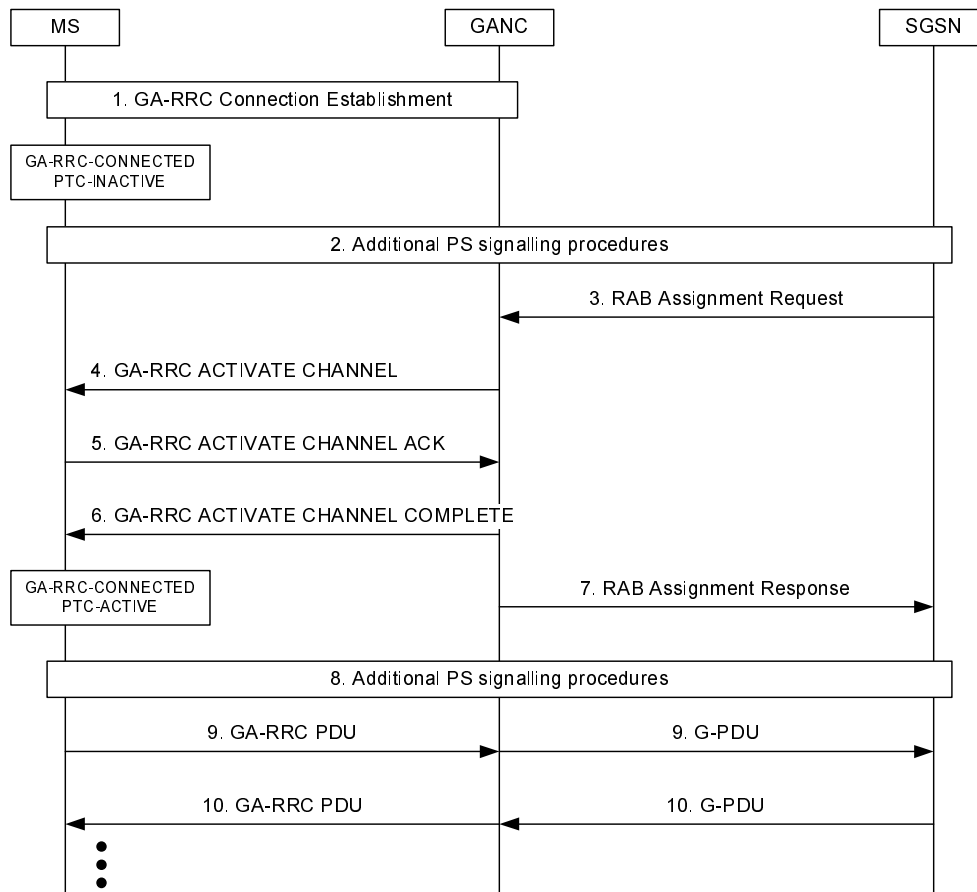 MS
GANC
SGSN
1. GA-RRC Connection Establishment
GA-RRC-CONNECTED
PTC-INACTIVE
2. Additional PS signalling procedures
3. RAB Assignment Request
4. GA-RRC ACTIVATE CHANNEL
5. GA-RRC ACTIVATE CHANNEL ACK
6. GA-RRC ACTIVATE CHANNEL COMPLETE
GA-RRC-CONNECTED
PTC-ACTIVE
7. RAB Assignment Response
8. Additional PS signalling procedures
9. GA-RRC PDU
9. G-PDU
10. GA-RRC PDU
10. G-PDU